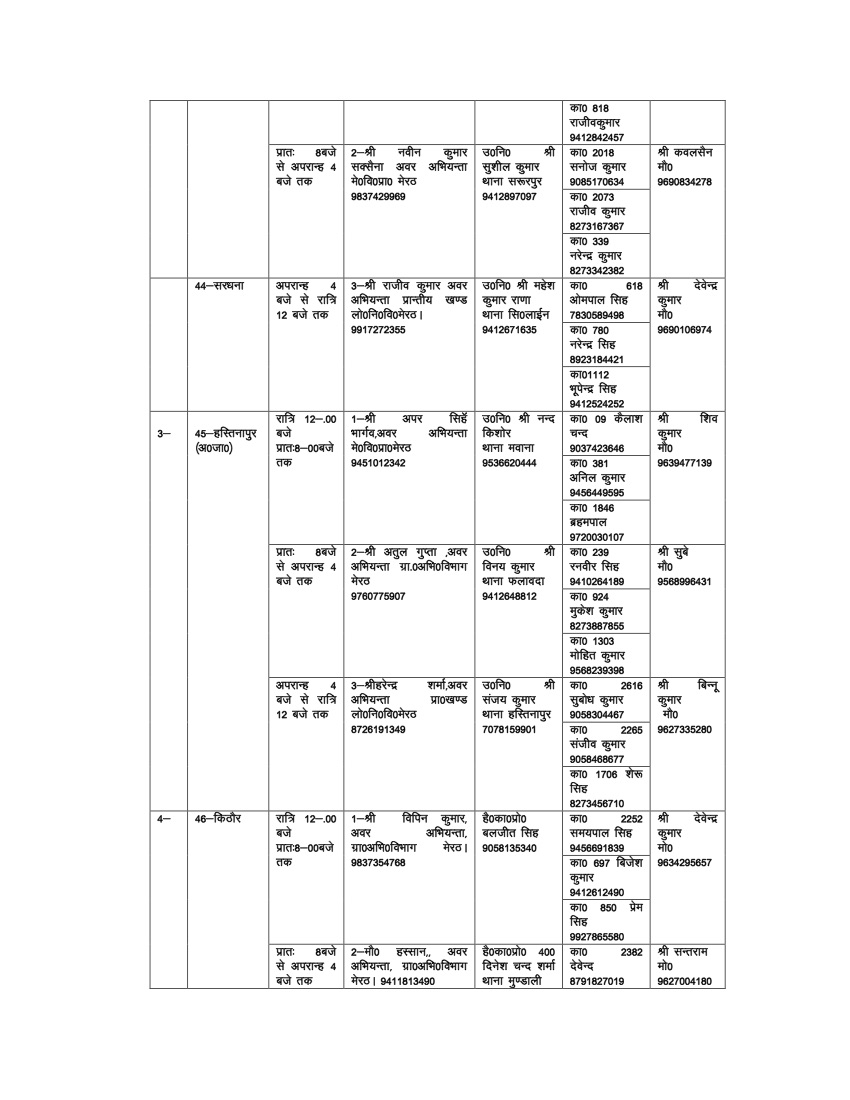 का0 818
राजीवकुमार
9412842457
प्रातः 8बजे
से अपरान्ह 4
बजे तक
2–श्री नवीन कुमार
सक्सैना अवर अभियन्ता
मे0वि0प्रा0 मेरठ
9837429969
उ0नि0 श्री
सुशील कुमार
थाना सरूरपुर
9412897097
का0 2018
सनोज कुमार
9085170634
का0 2073
राजीव कुमार
8273167367
का0 339
नरेन्द्र कुमार
8273342382
श्री कवलसैन
मौ0
9690834278
44–सरधना
अपरान्ह 4
बजे से रात्रि
12 बजे तक
3–श्री राजीव कुमार अवर
अभियन्ता प्रान्तीय खण्ड
लो0नि0वि0मेरठ।
9917272355
उ0नि0 श्री महेश
कुमार राणा
थाना सि0लाईन
9412671635
का0 618
ओमपाल सिह
7830589498
का0 780
नरेन्द्र सिह
8923184421
का01112
भूपेन्द्र सिह
9412524252
श्री देवेन्द्र
कुमार
मौ0
9690106974
3–
45–हस्तिनापुर
(अ0जा0)
रात्रि 12–.00
बजे
प्रातः8–00बजे
तक
1–श्री अपर सिहॅ
भार्गव,अवर अभियन्ता
मे0वि0प्रा0मेरठ
9451012342
उ0नि0 श्री नन्द
किशोर
थाना मवाना
9536620444
का0 09 कैलाश
चन्द
9037423646
का0 381
अनिल कुमार
9456449595
का0 1846
ब्रहमपाल
9720030107
श्री शिव
कुमार
मौ0
9639477139
प्रातः 8बजे
से अपरान्ह 4
बजे तक
2–श्री अतुल गुप्ता ,अवर
अभियन्ता ग्रा.0अभि0विभाग
मेरठ
9760775907
उ0नि0 श्री
विनय कुमार
थाना फलावदा
9412648812
का0 239
रनवीर सिह
9410264189
का0 924
मुकेश कुमार
8273887855
का0 1303
मोहित कुमार
9568239398
श्री सुबे
मौ0
9568996431
अपरान्ह 4
बजे से रात्रि
12 बजे तक
3–श्रीहरेन्द्र शर्मा,अवर
अभियन्ता प्रा0खण्ड
लो0नि0वि0मेरठ
8726191349
उ0नि0 श्री
संजय कुमार
थाना हस्तिनापुर
7078159901
का0 2616
सुबोध कुमार
9058304467
का0 2265
संजीव कुमार
9058468677
का0 1706 शेरू
सिह
8273456710
श्री बिन्नू
कुमार
मौ0
9627335280
4–
46–किठौर
रात्रि 12–.00
बजे
प्रातः8–00बजे
तक
1–श्री विपिन कुमार,
अवर अभियन्ता,
ग्रा0अभि0विभाग मेरठ।
9837354768
है0का0प्रो0
बलजीत सिह
9058135340
का0 2252
समयपाल सिह
9456691839
का0 697 बिजेश
कुमार
9412612490
का0 850 प्रेम
सिह
9927865580
श्री देवेन्द्र
कुमार
मो0
9634295657
प्रातः 8बजे
से अपरान्ह 4
बजे तक
2–मौ0 हस्सान,, अवर
अभियन्ता, ग्रा0अभि0विभाग
मेरठ। 9411813490
है0का0प्रो0 400
दिनेश चन्द शर्मा
थाना मुण्डाली
का0 2382
देवेन्द
8791827019
श्री सन्तराम
मो0
9627004180